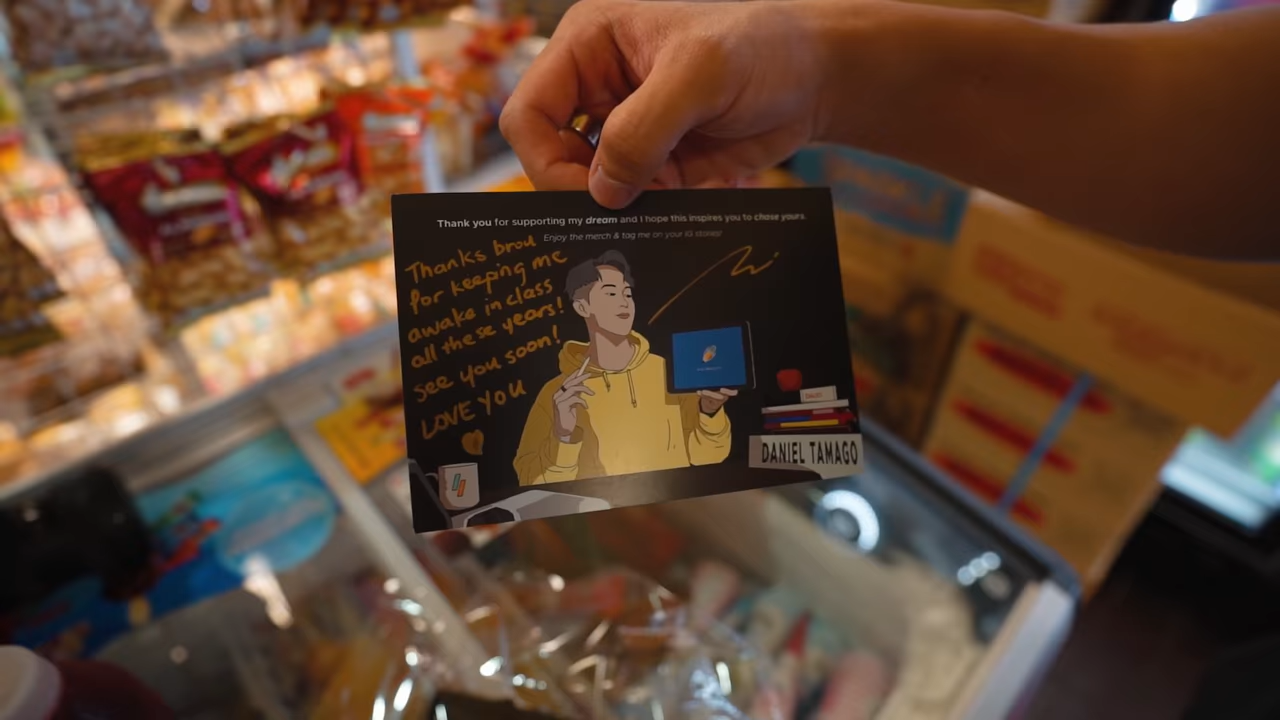 Thank you for supporting my dream and I hope this inspires you to chase yours.
Enjoy the merch & tag me on your IG stories!
Thanks brou
for keeping me
awake in class
all these years!
see you soon!
LOVE YOU
DANIEL TAMAGO